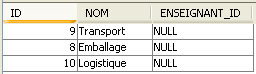 ID NOM ENSEIGNANT_ID
9 Transport NULL
8 Emballage NULL
10 Logistique NULL